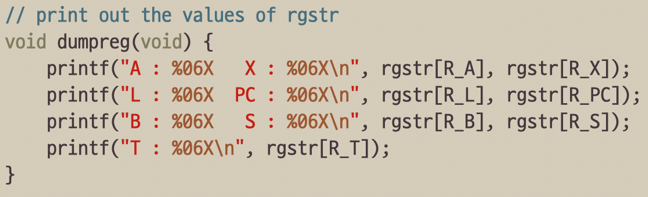 // print out the values of rgstr
void dumpreg(void) {
    printf("A : %06X   X : %06X\n", rgstr[R_A], rgstr[R_X]);
    printf("L : %06X  PC : %06X\n", rgstr[R_L], rgstr[R_PC]);
    printf("B : %06X   S : %06X\n", rgstr[R_B], rgstr[R_S]);
    printf("T : %06X\n", rgstr[R_T]);
}